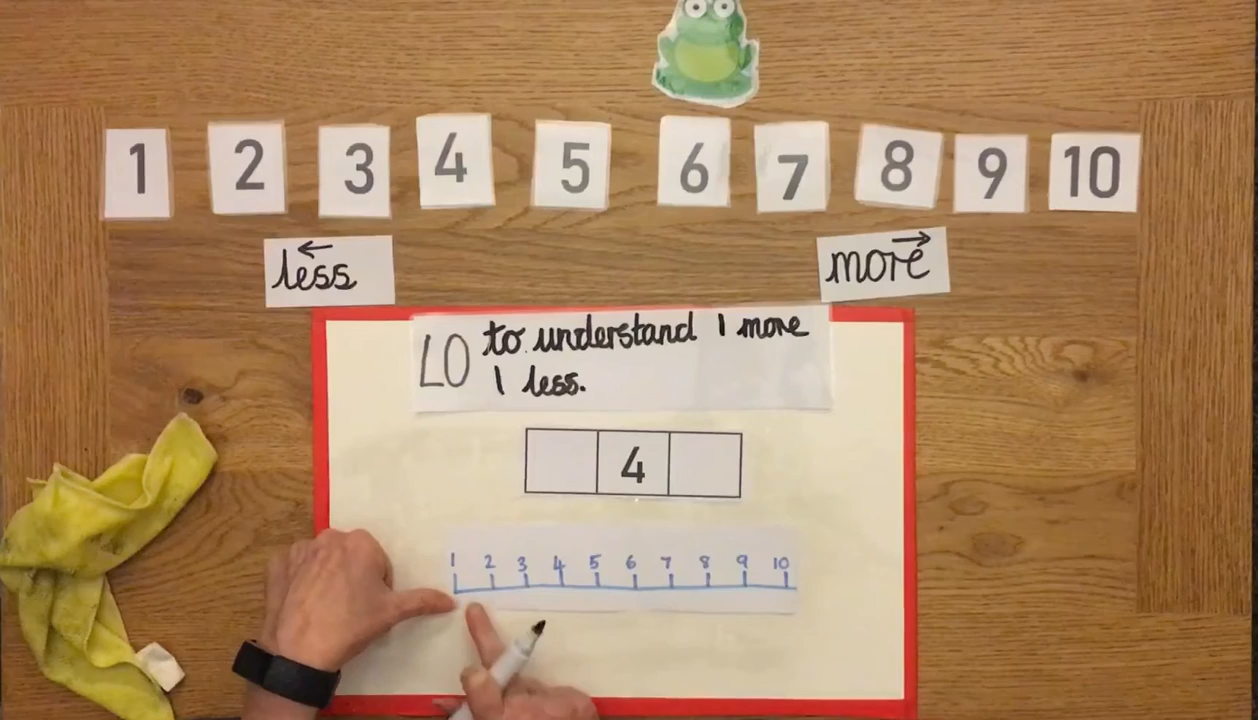 1 2 3 4 5 6 7 8 9 10
less
more
LO to understand 1 more
1 less.
4
1 2 3 4 5 6 7 8 9 10